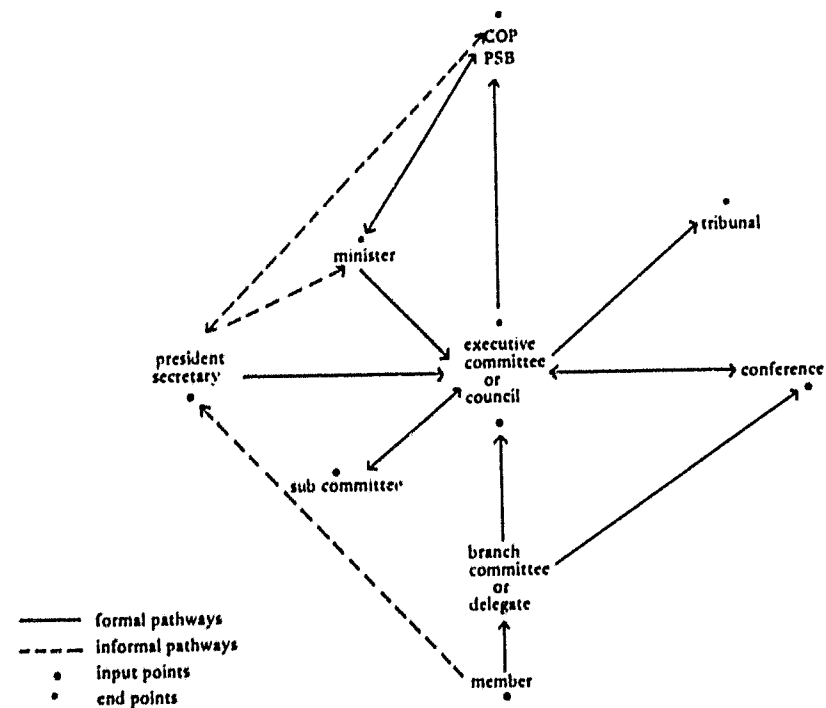 COP
PSB
tribunal
minister
executive
committee
or
council
president
secretary
conference
sub committee
branch
committee
or
delegate
formal pathways
informal pathways
input points
member
end points